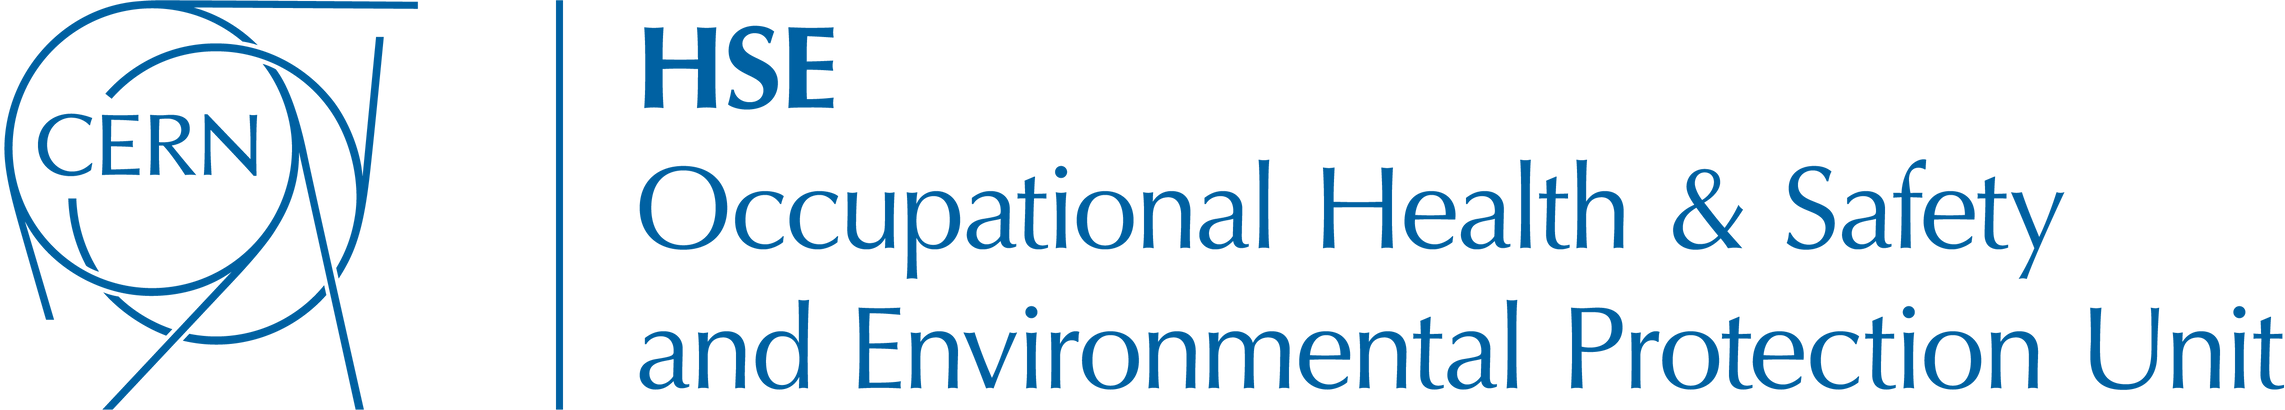 CERN
HSE
Occupational Health & Safety
and Environmental Protection Unit